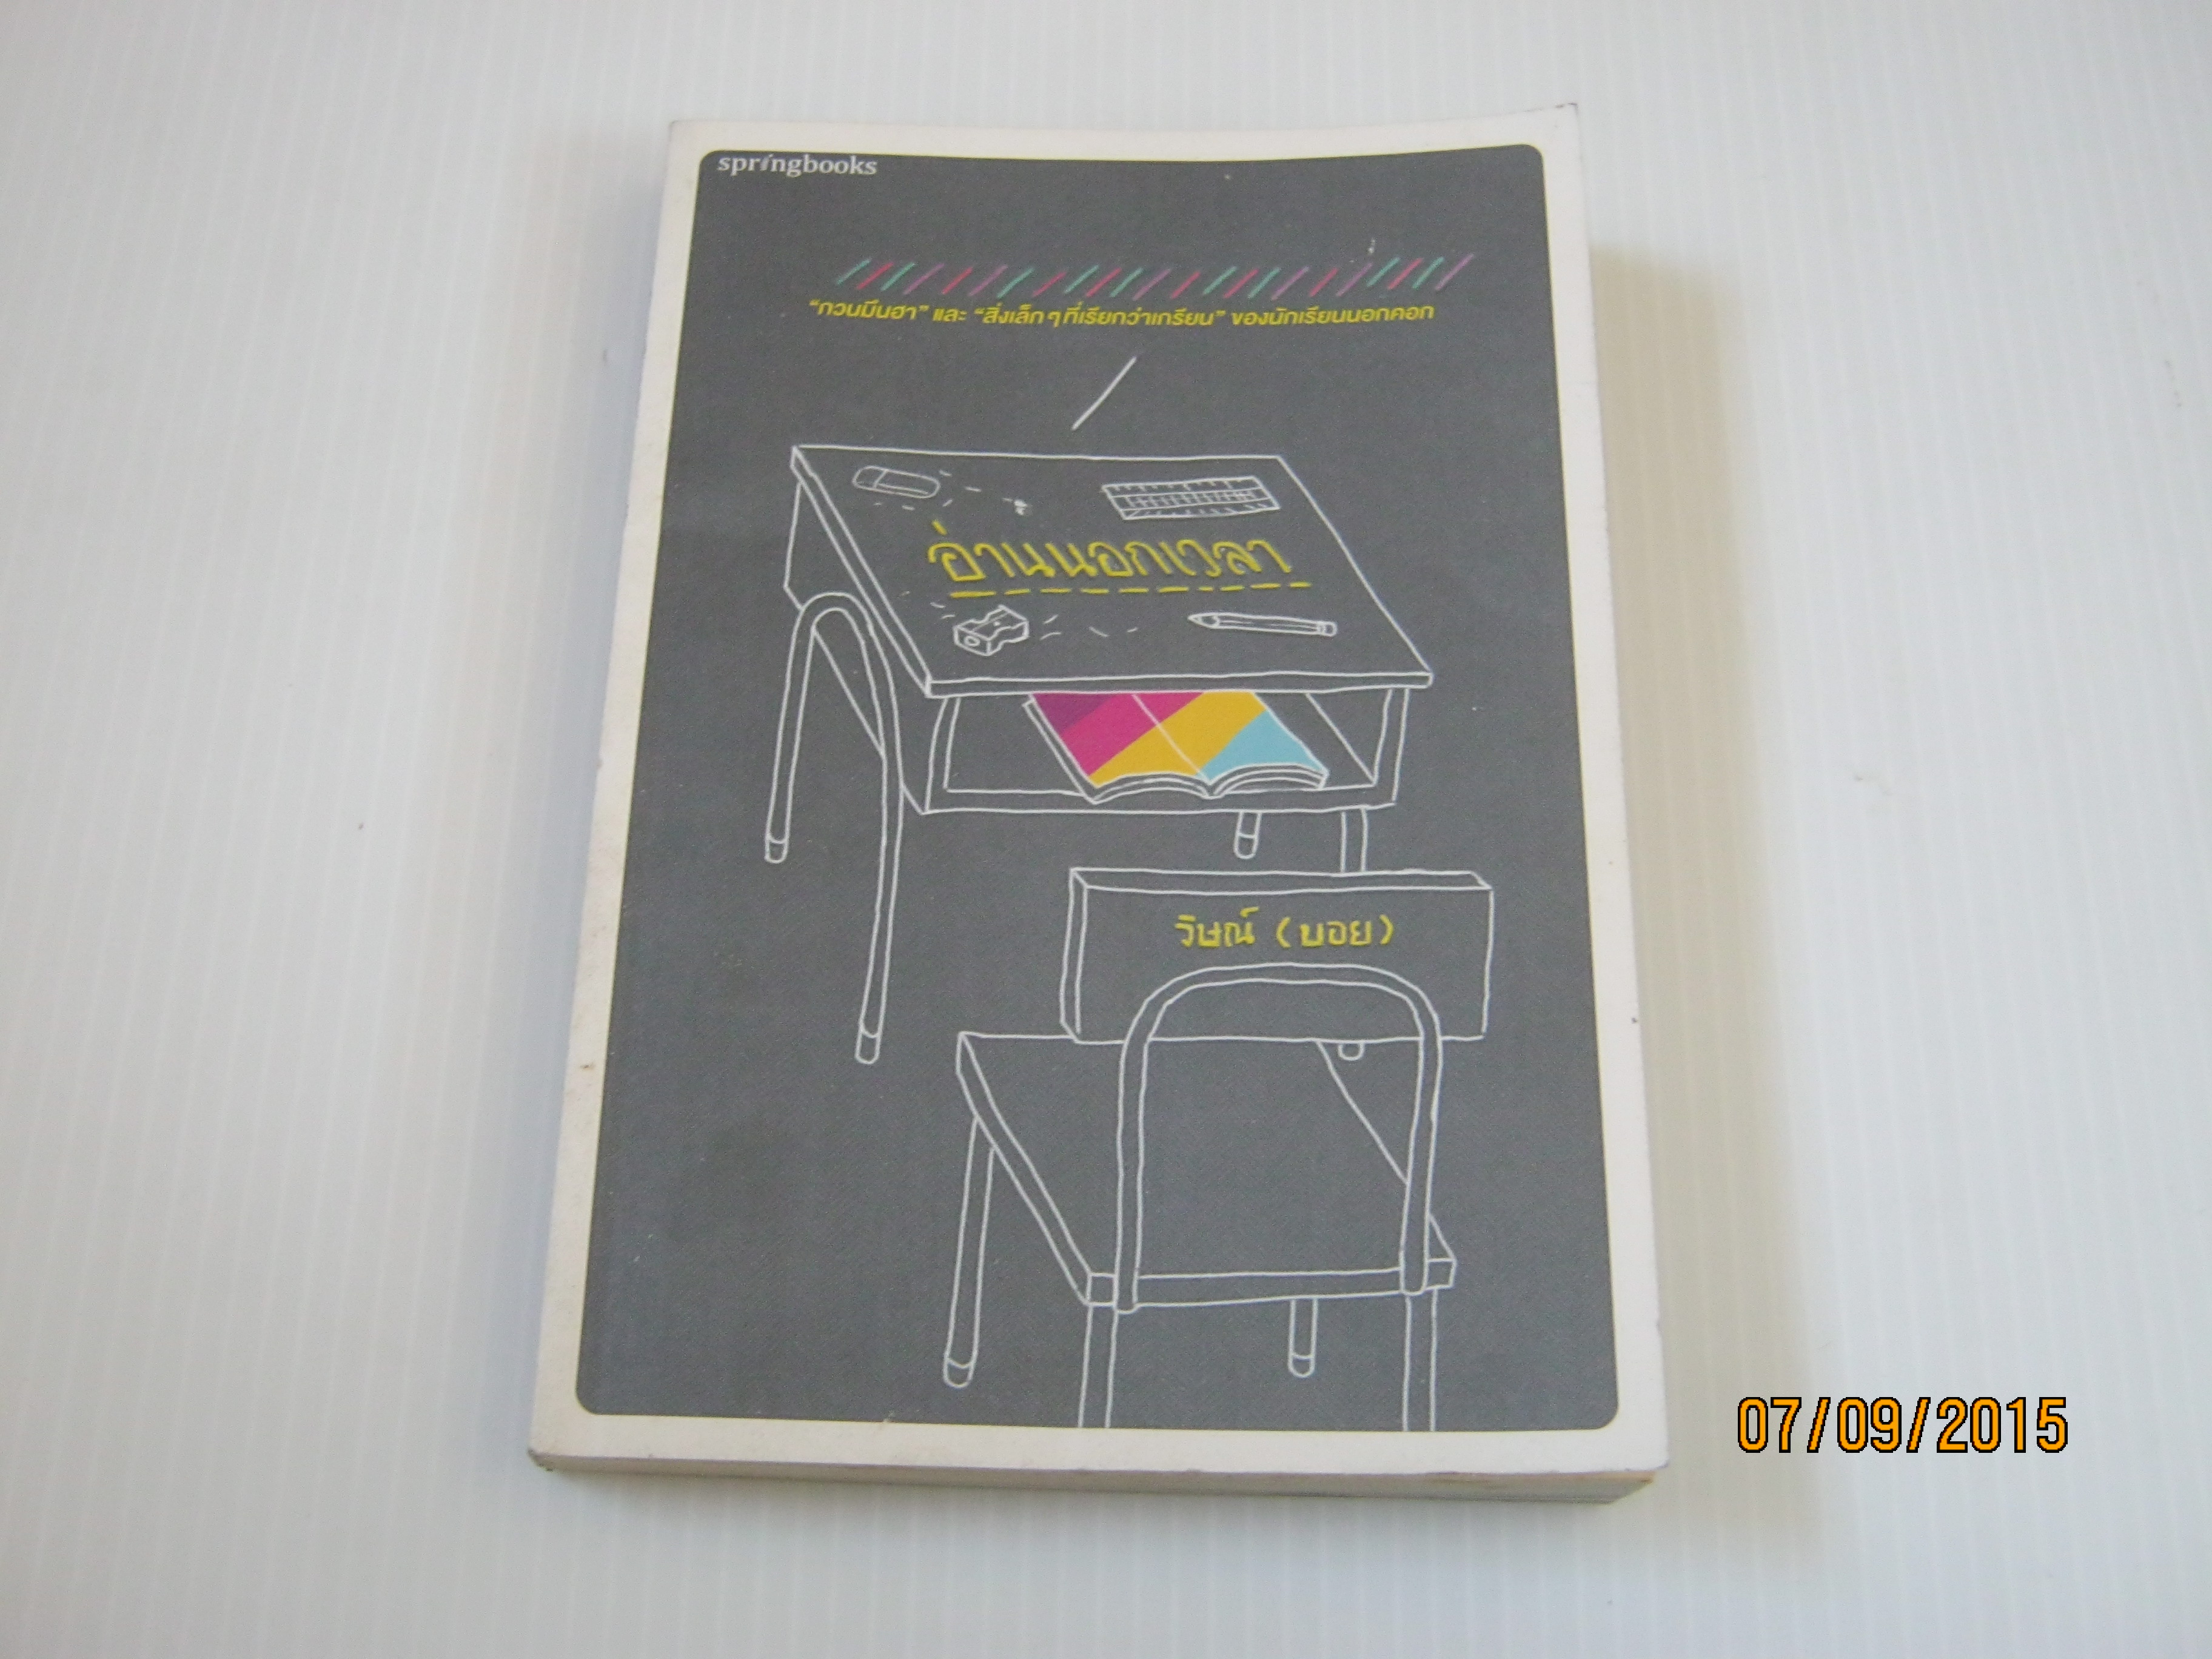 springbooks
“กวนมึนฮา” และ “สิ่งเล็ก ๆ ที่เรียกว่าเกรียน” ของนักเรียนนอกคอก
อ่านนอกเวลา
วิษณ์ (บอย)
07/09/2015